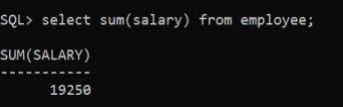 SQL> select sum(salary) from employee;
SUM(SALARY)
-----------
19250